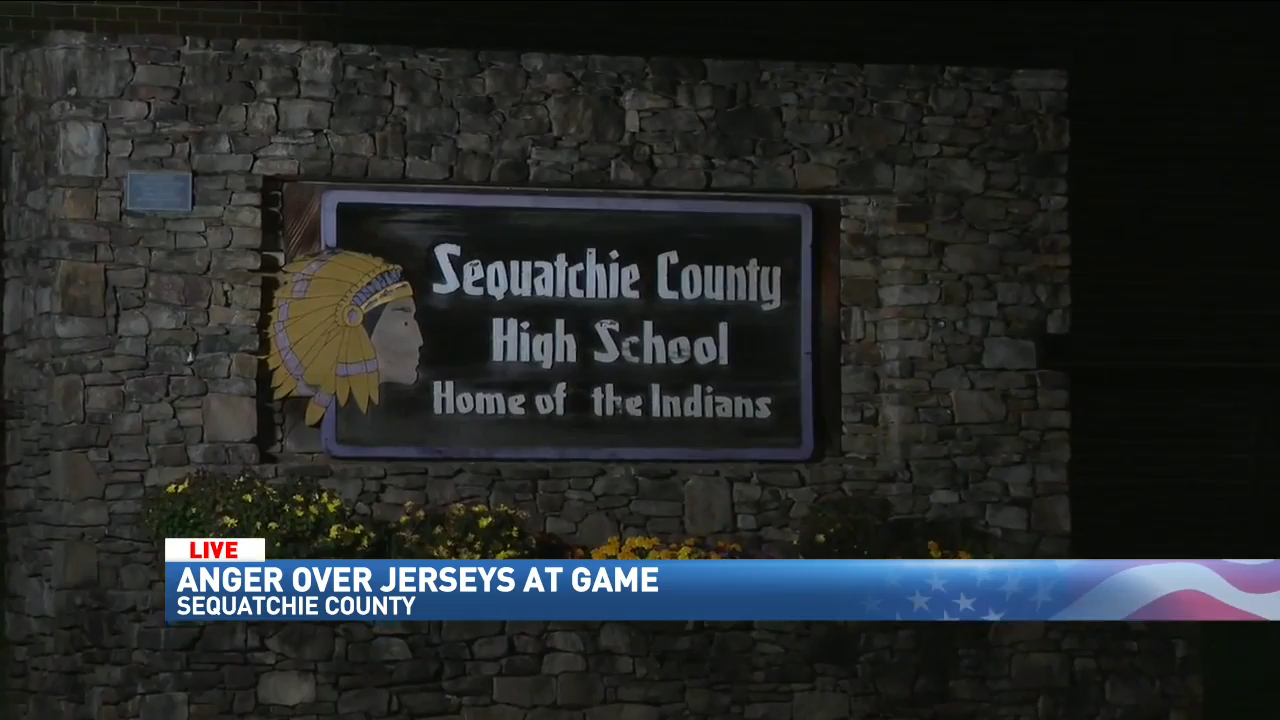 Sequatchie County
High School
Home of the Indians
LIVE
ANGER OVER JERSEYS AT GAME
SEQUATCHIE COUNTY